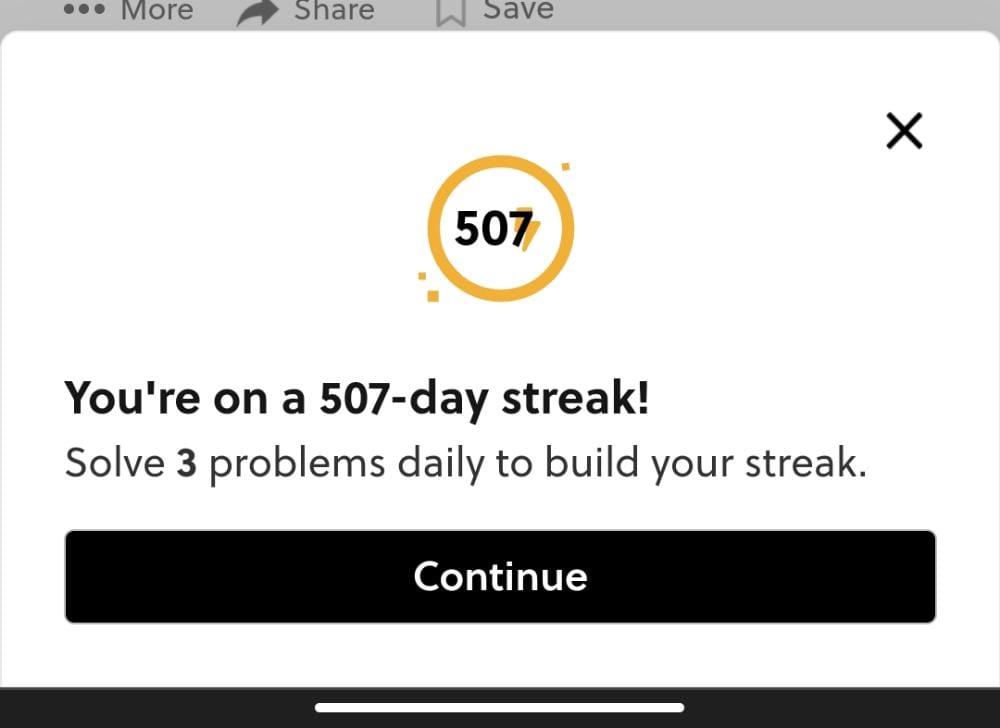 More Share Save
507
You're on a 507-day streak!
Solve 3 problems daily to build your streak.
Continue